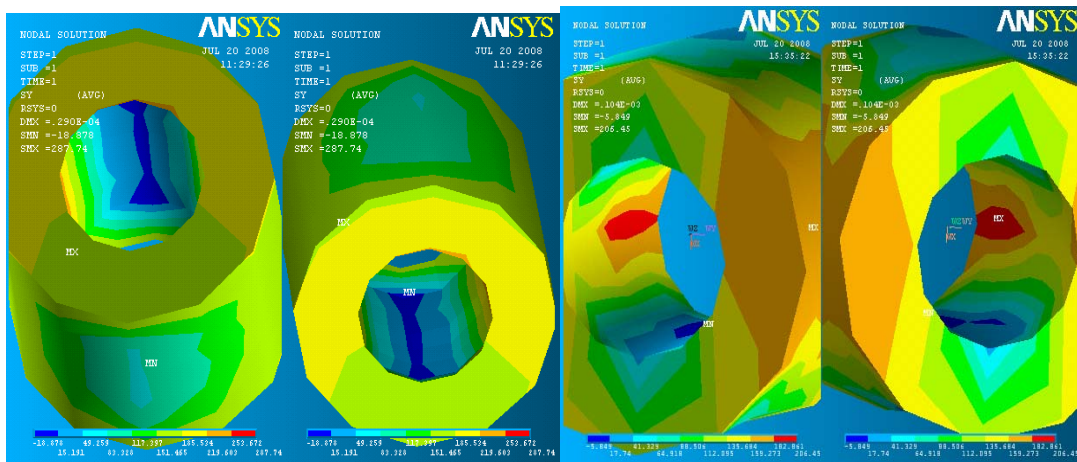 ANSYS
NODAL SOLUTION
JUL 20 2008
11:29:26
STEP=1
SUB =1
TIME=1
SY (AVG)
RSYS=0
DMX =.290E-04
SMN =-18.878
SMX =287.74
MX
MN
-18.878 49.259 117.397 185.534 253.672
15.191 83.328 151.465 219.603 287.74
ANSYS
NODAL SOLUTION
JUL 20 2008
11:29:26
STEP=1
SUB =1
TIME=1
SY (AVG)
RSYS=0
DMX =.290E-04
SMN =-18.878
SMX =287.74
MX
MN
-18.878 49.259 117.397 185.534 253.672
15.191 83.328 151.465 219.603 287.74
ANSYS
NODAL SOLUTION
JUL 20 2008
15:35:22
STEP=1
SUB =1
TIME=1
SY (AVG)
RSYS=0
DMX =.104E-03
SMN =-5.849
SMX =206.45
WZ WY
WX
MX
MN
-5.849 41.329 88.506 135.684 182.861
17.74 64.918 112.095 159.273 206.45
ANSYS
NODAL SOLUTION
JUL 20 2008
15:35:22
STEP=1
SUB =1
TIME=1
SY (AVG)
RSYS=0
DMX =.104E-03
SMN =-5.849
SMX =206.45
WZ WY
WX
MX
MN
-5.849 41.329 88.506 135.684 182.861
17.74 64.918 112.095 159.273 206.45